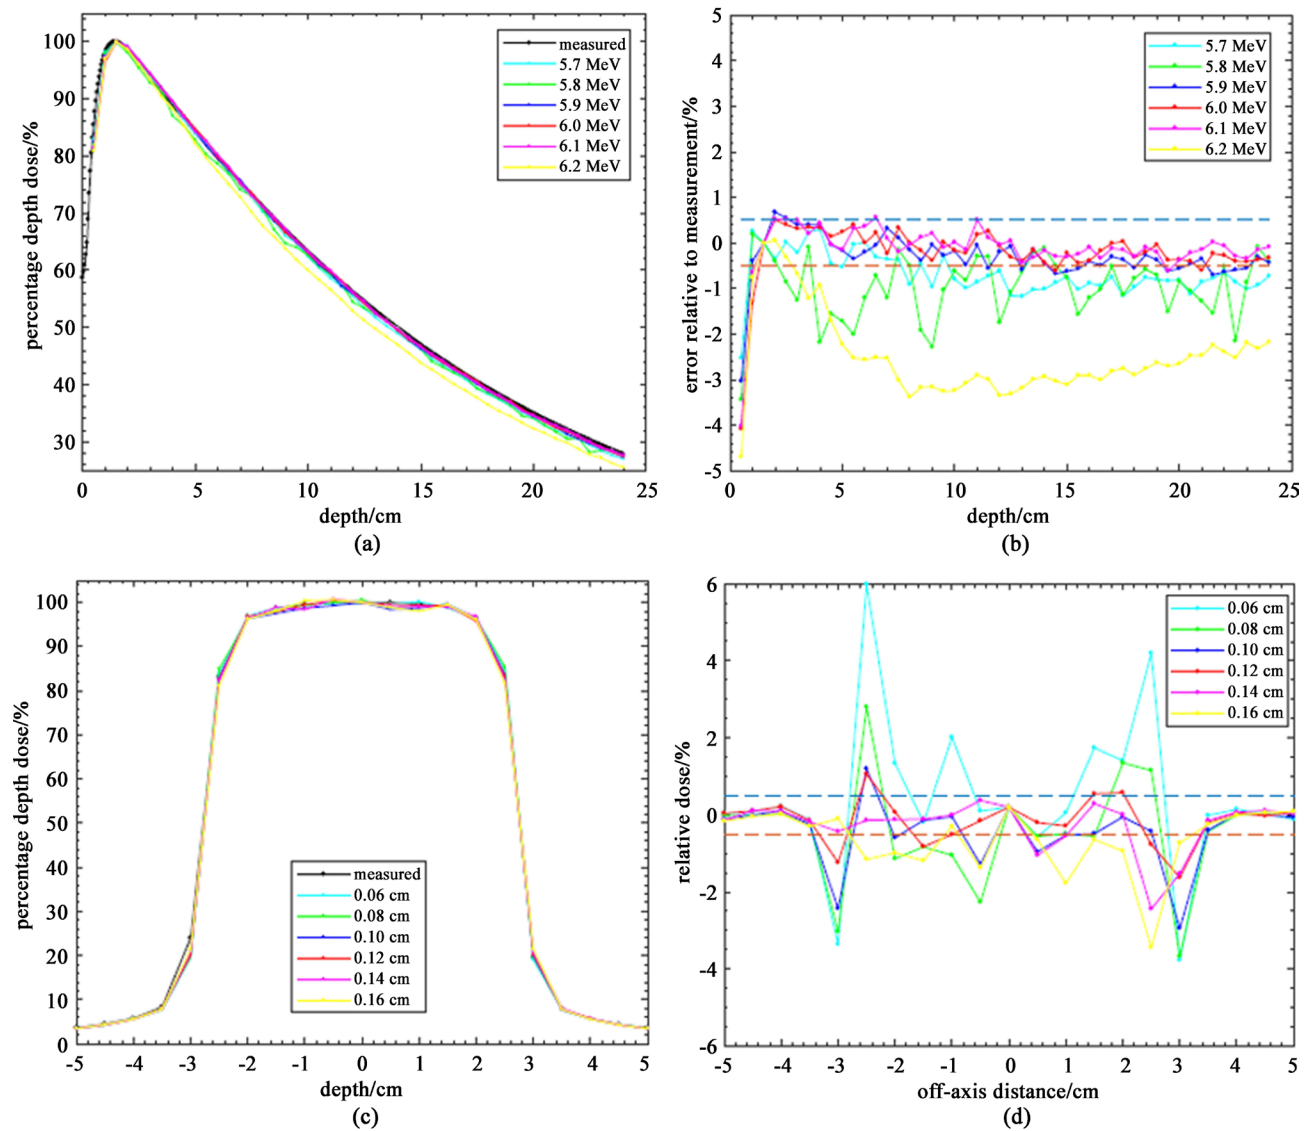 100
90
80
70
60
50
40
30
percentage depth dose/%
measured
5.7 MeV
5.8 MeV
5.9 MeV
6.0 MeV
6.1 MeV
6.2 MeV
0 5 10 15 20 25
depth/cm
(a)
5
4
3
2
1
0
-1
-2
-3
-4
-5
error relative to measurement/%
5.7 MeV
5.8 MeV
5.9 MeV
6.0 MeV
6.1 MeV
6.2 MeV
0 5 10 15 20 25
depth/cm
(b)
100
90
80
70
60
50
40
30
20
10
0
percentage depth dose/%
measured
0.06 cm
0.08 cm
0.10 cm
0.12 cm
0.14 cm
0.16 cm
-5 -4 -3 -2 -1 0 1 2 3 4 5
depth/cm
(c)
6
4
2
0
-2
-4
-6
relative dose/%
0.06 cm
0.08 cm
0.10 cm
0.12 cm
0.14 cm
0.16 cm
-5 -4 -3 -2 -1 0 1 2 3 4 5
off-axis distance/cm
(d)